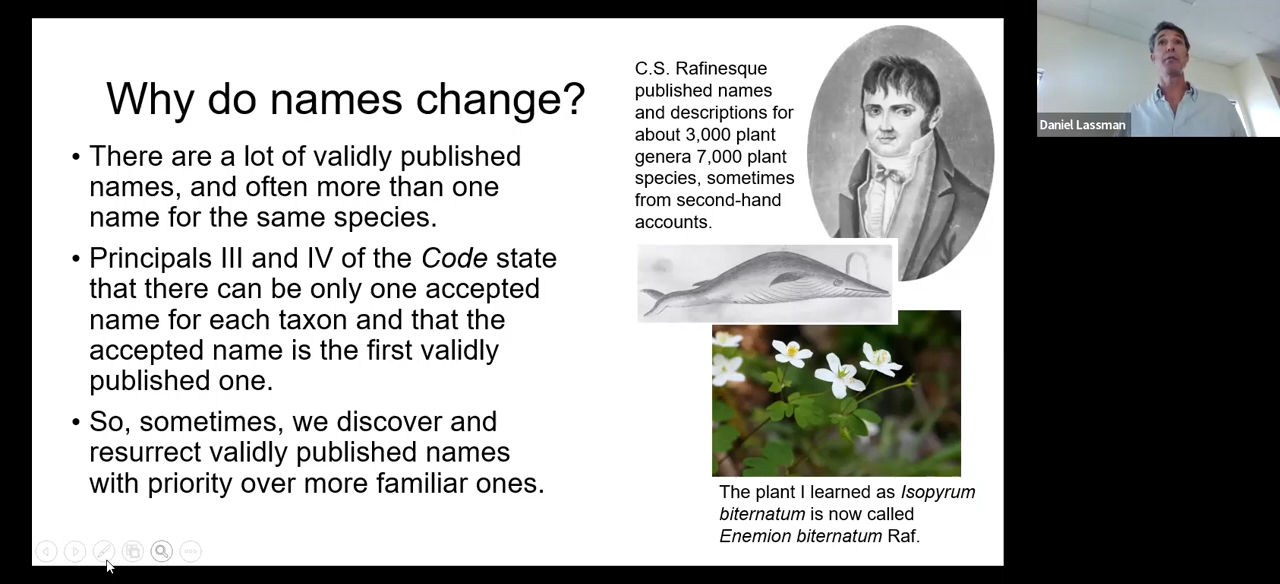 Why do names change?
• There are a lot of validly published
names, and often more than one
name for the same species.
• Principals III and IV of the Code state
that there can be only one accepted
name for each taxon and that the
accepted name is the first validly
published one.
• So, sometimes, we discover and
resurrect validly published names
with priority over more familiar ones.
C.S. Rafinesque
published names
and descriptions for
about 3,000 plant
genera 7,000 plant
species, sometimes
from second-hand
accounts.
The plant I learned as Isopyrum
biternatum is now called
Enemion biternatum Raf.
Daniel Lassman